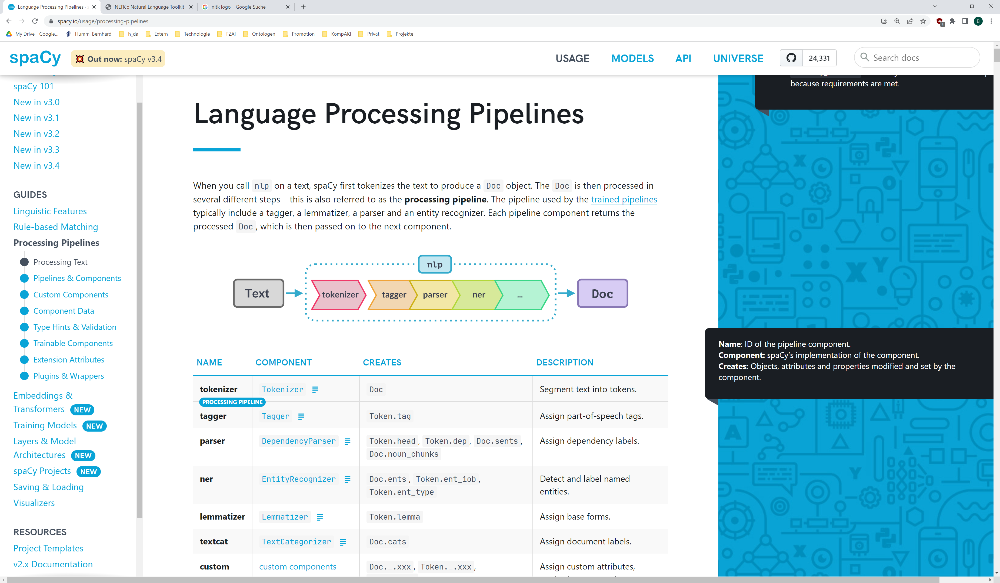 Language Processing Pipelines ·
NLTK :: Natural Language Toolkit
nltk logo – Google Suche
spacy.io/usage/processing-pipelines
4
B
My Drive - Google...
Humm, Bernhard
h_da
Extern
Technologie
FZAI
Ontologen
Promotion
KompAKI
Privat
Projekte
spaCy
Out now: spaCy v3.4
USAGE
MODELS
API
UNIVERSE
24,331
Search docs
spaCy 101
New in v3.0
New in v3.1
New in v3.2
New in v3.3
New in v3.4
GUIDES
Linguistic Features
Rule-based Matching
Processing Pipelines
Processing Text
Pipelines & Components
Custom Components
Component Data
Type Hints & Validation
Trainable Components
Extension Attributes
Plugins & Wrappers
Embeddings &
Transformers NEW
Training Models NEW
Layers & Model
Architectures NEW
spaCy Projects NEW
Saving & Loading
Visualizers
RESOURCES
Project Templates
v2.x Documentation
Language Processing Pipelines
When you call nlp on a text, spaCy first tokenizes the text to produce a Doc object. The Doc is then processed in
several different steps – this is also referred to as the processing pipeline. The pipeline used by the trained pipelines
typically include a tagger, a lemmatizer, a parser and an entity recognizer. Each pipeline component returns the
processed Doc, which is then passed on to the next component.
nlp
Text
tokenizer
tagger
parser
ner
...
Doc
NAME COMPONENT CREATES DESCRIPTION
tokenizer Tokenizer Doc Segment text into tokens.
PROCESSING PIPELINE
tagger Tagger Token.tag Assign part-of-speech tags.
parser DependencyParser Token.head, Token.dep, Doc.sents, Assign dependency labels.
Doc.noun_chunks
ner EntityRecognizer Doc.ents, Token.ent_iob, Detect and label named
Token.ent_type entities.
lemmatizer Lemmatizer Token.lemma Assign base forms.
textcat TextCategorizer Doc.cats Assign document labels.
custom custom components Doc._.xxx, Token._.xxx, Assign custom attributes,
because requirements are met.
Name: ID of the pipeline component.
Component: spaCy’s implementation of the component.
Creates: Objects, attributes and properties modified and set by the
component.